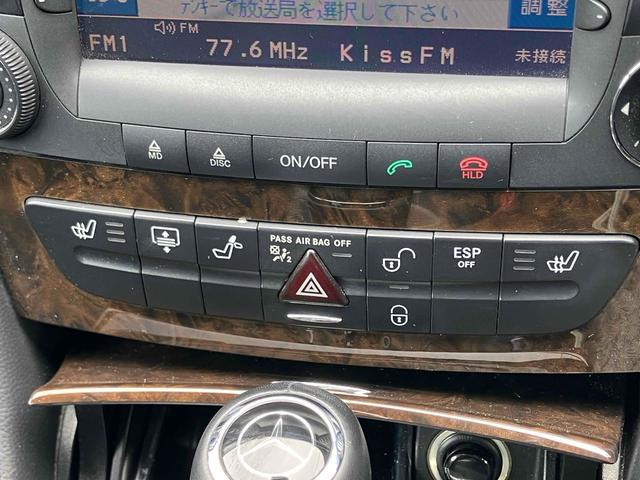 テンキーで放送局を選択して下さい
調整
FM1 FM 77.6 MHz KissFM 未接続
MD DISC ON/OFF HLD
PASS AIR BAG OFF
2
ESP
OFF